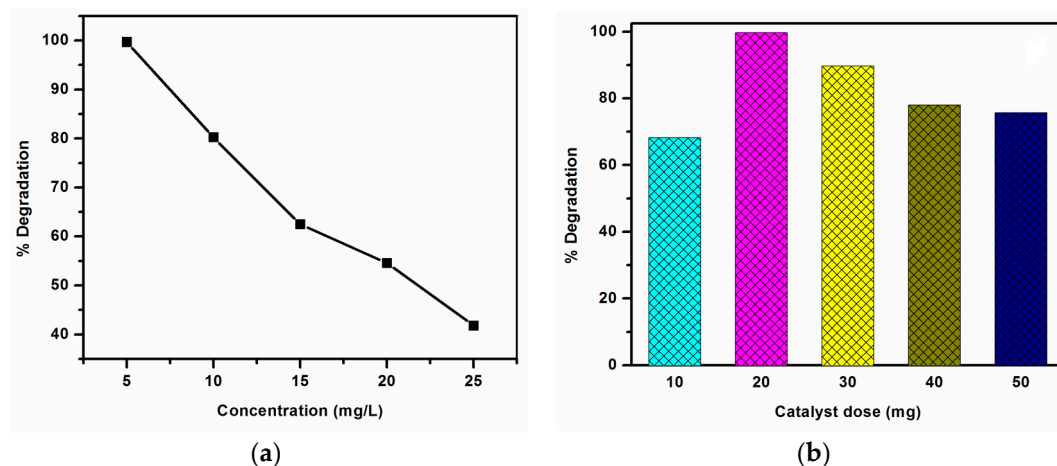 100
90
80
70
60
50
40
% Degradation
5 10 15 20 25
Concentration (mg/L)
(a)
100
80
60
40
20
0
% Degradation
10 20 30 40 50
Catalyst dose (mg)
(b)